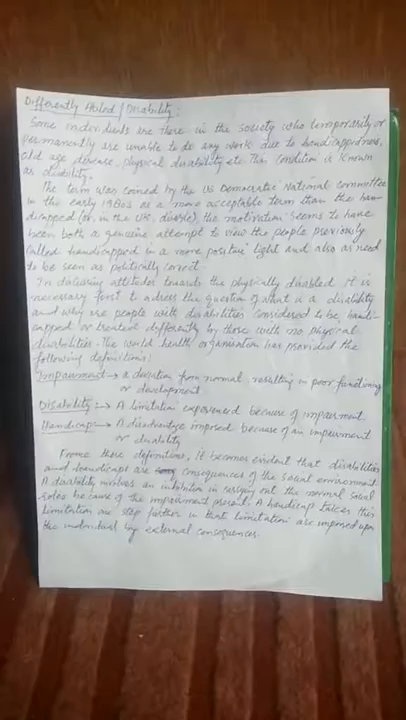 Differently Abled / Disability :
Some individuals are there in the society who temporarily or
permanently are unable to do any work due to handicappedness,
old age disease, physical disability etc this condition is known
as disability.
The term was coined by the US Democratic National committee
in the early 1980s as a more acceptable term than the han-
dicapped (or, in the UK, disable) the motivation seems to have
been both a genuine attempt to view the people previously
called handicapped in a more positive light and also as need
to be seen as politically correct.
In discussing attitudes towards the physically disabled it is
necessary first to adress the question of what is a disability
and why are people with disabilities considered to be handi-
capped or treated differently by those with no physical
disabilities. The world health organisation has provided the
following definitions:
Impairment → a deviation from normal resulting in poor functioning
or development
Disability :→ A limitation experienced because of impairment.
Handicap :→ A disadvantage imposed because of an impairment
or disability
From these definitions, It becomes evident that disabilities
and handicaps are consequences of the social environment.
A disability involves an inhibition in carrying out the normal social
roles because of the impairment present. A handicap takes this
limitation one step further in that limitation are imposed upon
the individual by external consequences.